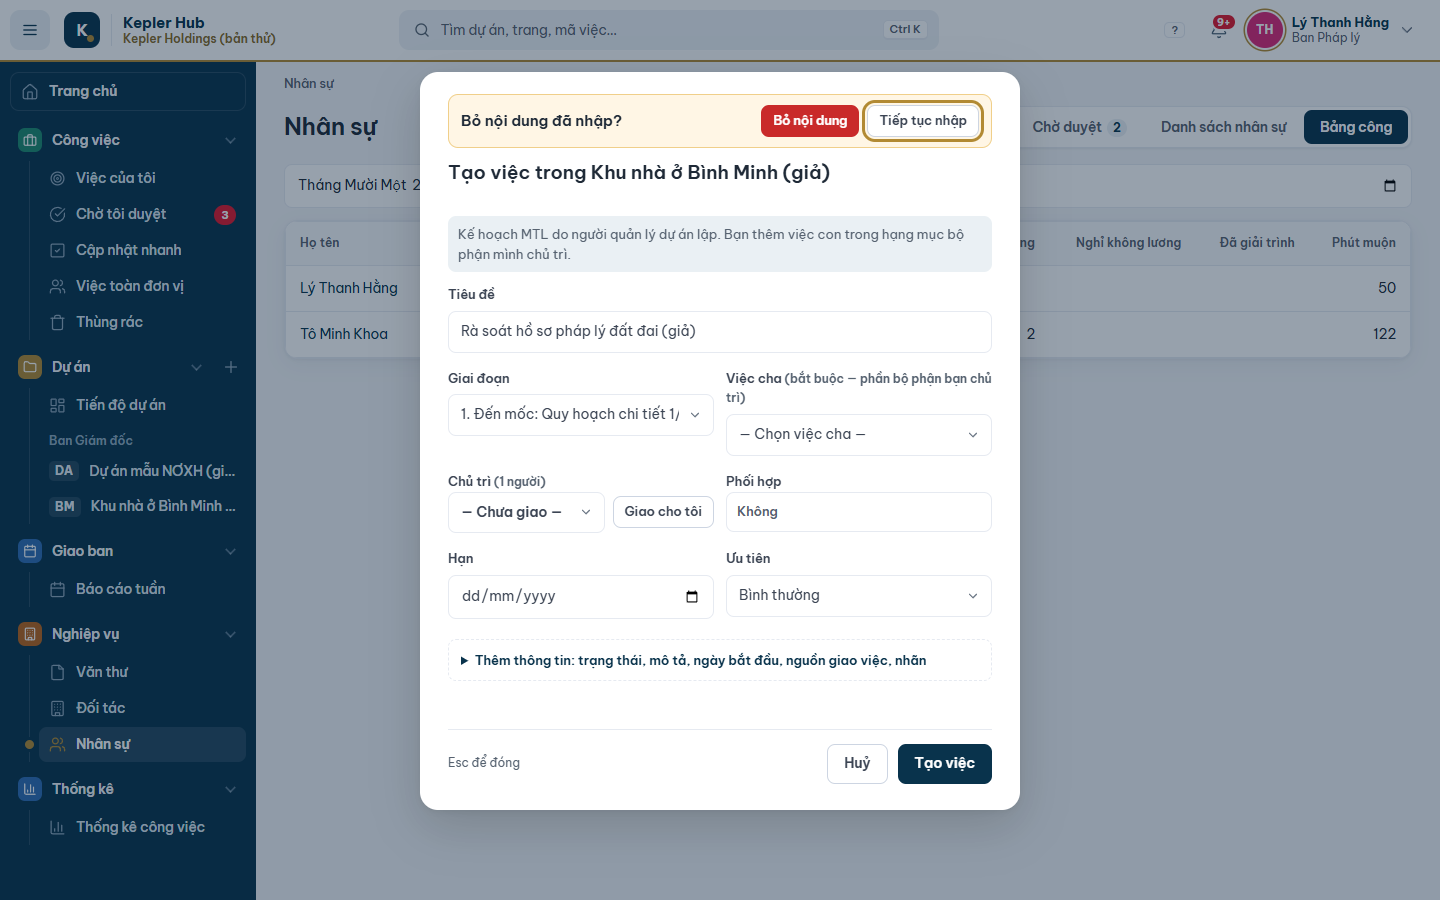 K
Kepler Hub
Kepler Holdings (bản thử)
Tìm dự án, trang, mã việc...
Ctrl K
?
9+
TH
Lý Thanh Hằng
Ban Pháp lý
Trang chủ
Công việc
Việc của tôi
Chờ tôi duyệt
3
Cập nhật nhanh
Việc toàn đơn vị
Thùng rác
Dự án
Tiến độ dự án
Ban Giám đốc
DA Dự án mẫu NƠXH (gi...
BM Khu nhà ở Bình Minh ...
Giao ban
Báo cáo tuần
Nghiệp vụ
Văn thư
Đối tác
Nhân sự
Thống kê
Thống kê công việc
Nhân sự
Nhân sự
Chờ duyệt 2
Danh sách nhân sự
Bảng công
Tháng Mười Một 2
Họ tên
ng
Nghỉ không lương
Đã giải trình
Phút muộn
Lý Thanh Hằng
50
Tô Minh Khoa
2
122
Bỏ nội dung đã nhập?
Bỏ nội dung
Tiếp tục nhập
Tạo việc trong Khu nhà ở Bình Minh (giả)
Kế hoạch MTL do người quản lý dự án lập. Bạn thêm việc con trong hạng mục bộ
phận mình chủ trì.
Tiêu đề
Rà soát hồ sơ pháp lý đất đai (giả)
Giai đoạn
1. Đến mốc: Quy hoạch chi tiết 1/
Việc cha (bắt buộc — phần bộ phận bạn chủ
trì)
— Chọn việc cha —
Chủ trì (1 người)
— Chưa giao —
Giao cho tôi
Phối hợp
Không
Hạn
dd/mm/yyyy
Ưu tiên
Bình thường
Thêm thông tin: trạng thái, mô tả, ngày bắt đầu, nguồn giao việc, nhãn
Esc để đóng
Huỷ
Tạo việc